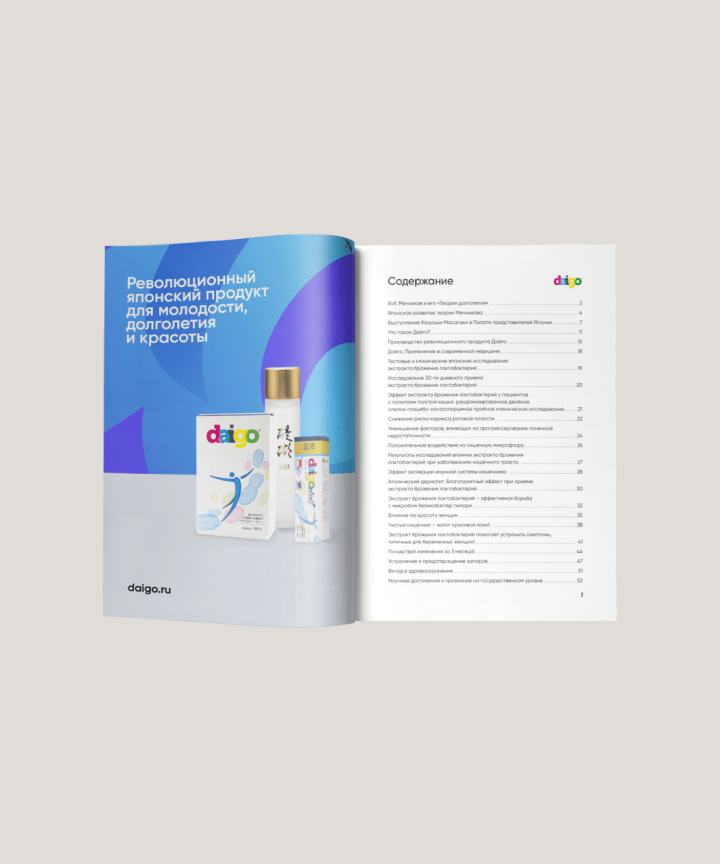 Революционный
японский продукт
для молодости,
долголетия
и красоты
daigo
醍醐
daigo
daigo.ru
Содержание
daigo
И.И. Мечников и его «Теория долголетия» 2
Японское развитие теории Мечникова 4
Выступление Казуоши Масагаки в Палате представителей Японии 7
Что такое Дайго? 11
Производство революционного продукта Дайго 15
Дайго. Применение в современной медицине 18
Тестовые и клинические японские исследования
экстракта брожения лактобактерий 19
Исследование 30-ти дневного приема
экстракта брожения лактобактерий 20
Эффект экстракта брожения лактобактерий у пациентов
с полипами толстой кишки: рандомизированное двойное
слепое плацебо-контролируемое пробное клиническое исследование 21
Снижение риска кариеса ротовой полости 22
Уменьшение факторов, влияющих на прогрессирование почечной
недостаточности 24
Положительное воздействие на кишечную микрофлору 26
Результаты исследования влияния экстракта брожения
лактобактерий при заболеваниях кишечного тракта 27
Эффект активации иммунной системы кишечника 28
Атопический дерматит. Благоприятный эффект при приеме
экстракта брожения лактобактерий 30
Экстракт брожения лактобактерий – эффективная борьба
с микробом Хеликобактер пилори 32
Влияние на красоту женщин 35
Чистый кишечник – залог красивой кожи! 38
Экстракт брожения лактобактерий помогает устранить симптомы,
типичные для беременных женщин! 41
Почувствуй изменения за 3 месяца! 44
Устранение и предотвращение запоров 47
Вклад в здравоохранение 51
Научные достижения и признание на государственном уровне 52
1